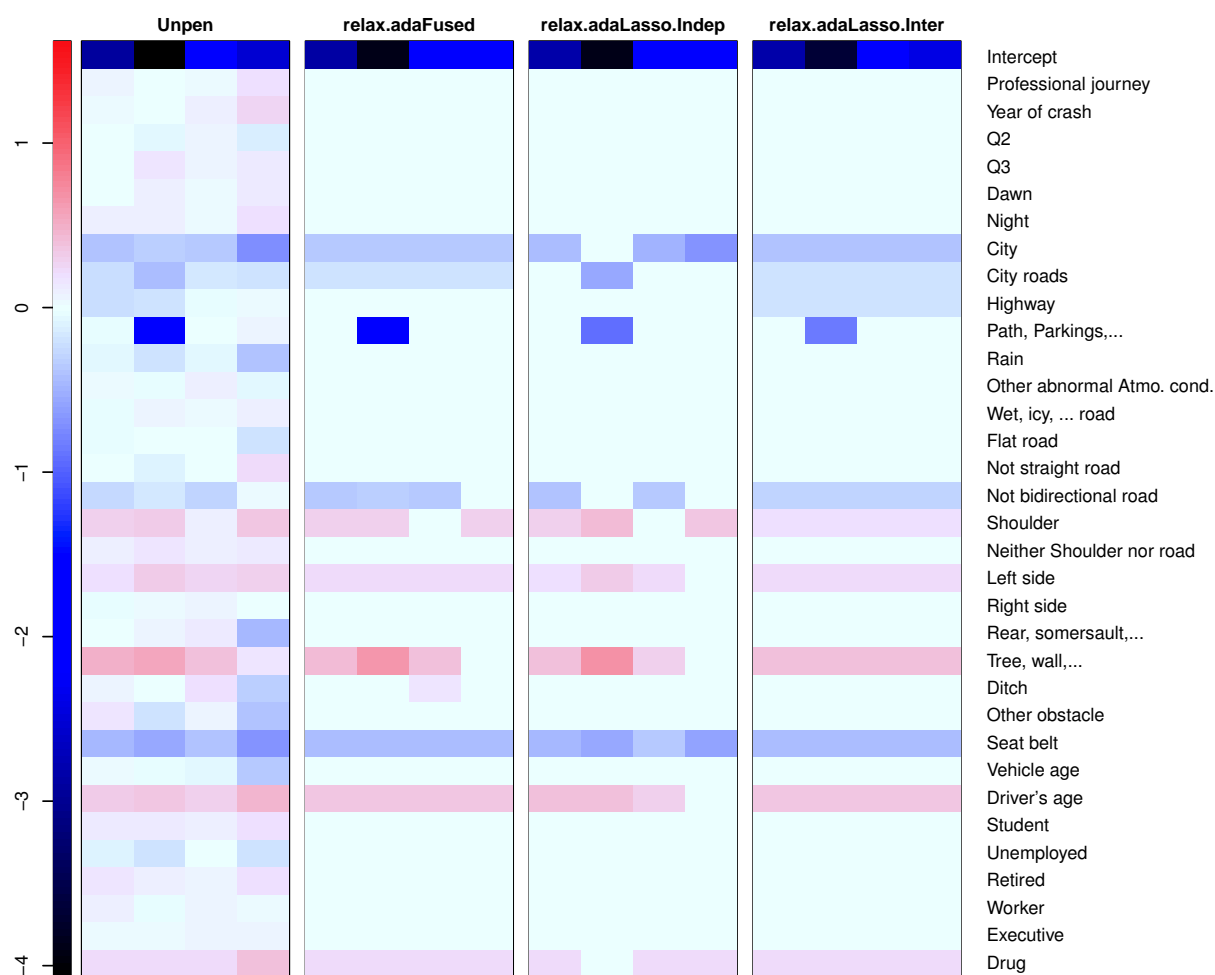 Unpen relax.adaFused relax.adaLasso.Indep relax.adaLasso.Inter
1
0
−1
−2
−3
−4
Intercept
Professional journey
Year of crash
Q2
Q3
Dawn
Night
City
City roads
Highway
Path, Parkings,...
Rain
Other abnormal Atmo. cond.
Wet, icy, ... road
Flat road
Not straight road
Not bidirectional road
Shoulder
Neither Shoulder nor road
Left side
Right side
Rear, somersault,...
Tree, wall,...
Ditch
Other obstacle
Seat belt
Vehicle age
Driver's age
Student
Unemployed
Retired
Worker
Executive
Drug